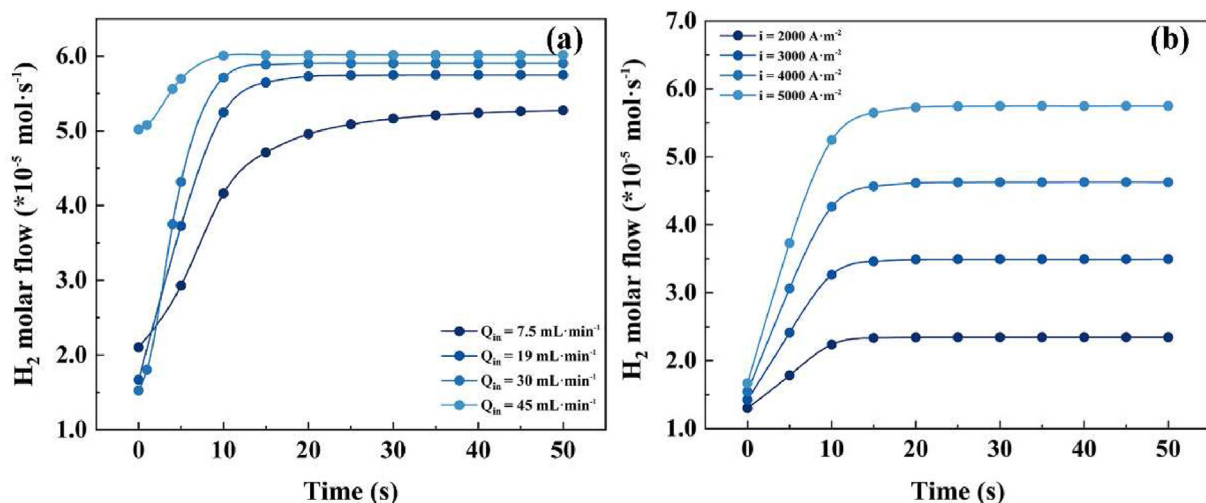 (a)
H₂ molar flow (*10⁻⁵ mol·s⁻¹)
6.0
5.0
4.0
3.0
2.0
1.0
Q_in = 7.5 mL·min⁻¹
Q_in = 19 mL·min⁻¹
Q_in = 30 mL·min⁻¹
Q_in = 45 mL·min⁻¹
0 10 20 30 40 50
Time (s)
(b)
H₂ molar flow (*10⁻⁵ mol·s⁻¹)
7.0
6.0
5.0
4.0
3.0
2.0
1.0
i = 2000 A·m⁻²
i = 3000 A·m⁻²
i = 4000 A·m⁻²
i = 5000 A·m⁻²
0 10 20 30 40 50
Time (s)